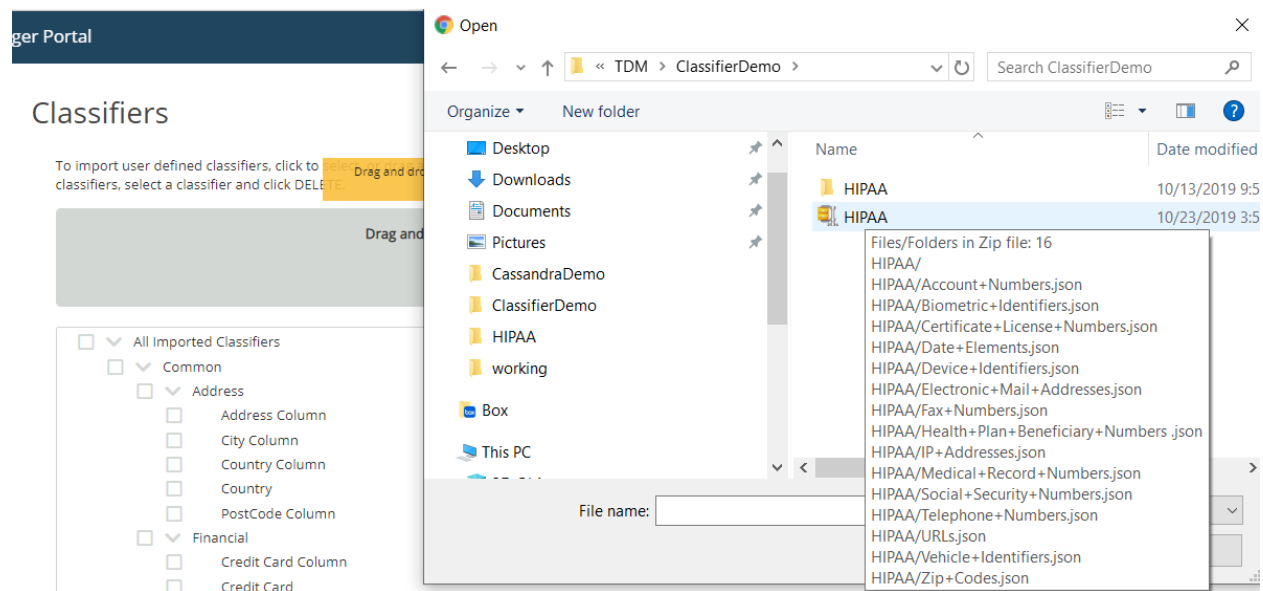 ger Portal
Classifiers
To import user defined classifiers, click to
classifiers, select a classifier and click DELETE.
Drag and dro
Drag and
All Imported Classifiers
Common
Address
Address Column
City Column
Country Column
Country
PostCode Column
Financial
Credit Card Column
Credit Card
Open
« TDM > ClassifierDemo >
Search ClassifierDemo
Organize
New folder
Desktop
Downloads
Documents
Pictures
CassandraDemo
ClassifierDemo
HIPAA
working
Box
This PC
Name
Date modified
HIPAA 10/13/2019 9:5
HIPAA 10/23/2019 3:5
Files/Folders in Zip file: 16
HIPAA/
HIPAA/Account+Numbers.json
HIPAA/Biometric+Identifiers.json
HIPAA/Certificate+License+Numbers.json
HIPAA/Date+Elements.json
HIPAA/Device+Identifiers.json
HIPAA/Electronic+Mail+Addresses.json
HIPAA/Fax+Numbers.json
HIPAA/Health+Plan+Beneficiary+Numbers .json
HIPAA/IP+Addresses.json
HIPAA/Medical+Record+Numbers.json
HIPAA/Social+Security+Numbers.json
HIPAA/Telephone+Numbers.json
HIPAA/URLs.json
HIPAA/Vehicle+Identifiers.json
HIPAA/Zip+Codes.json
File name: